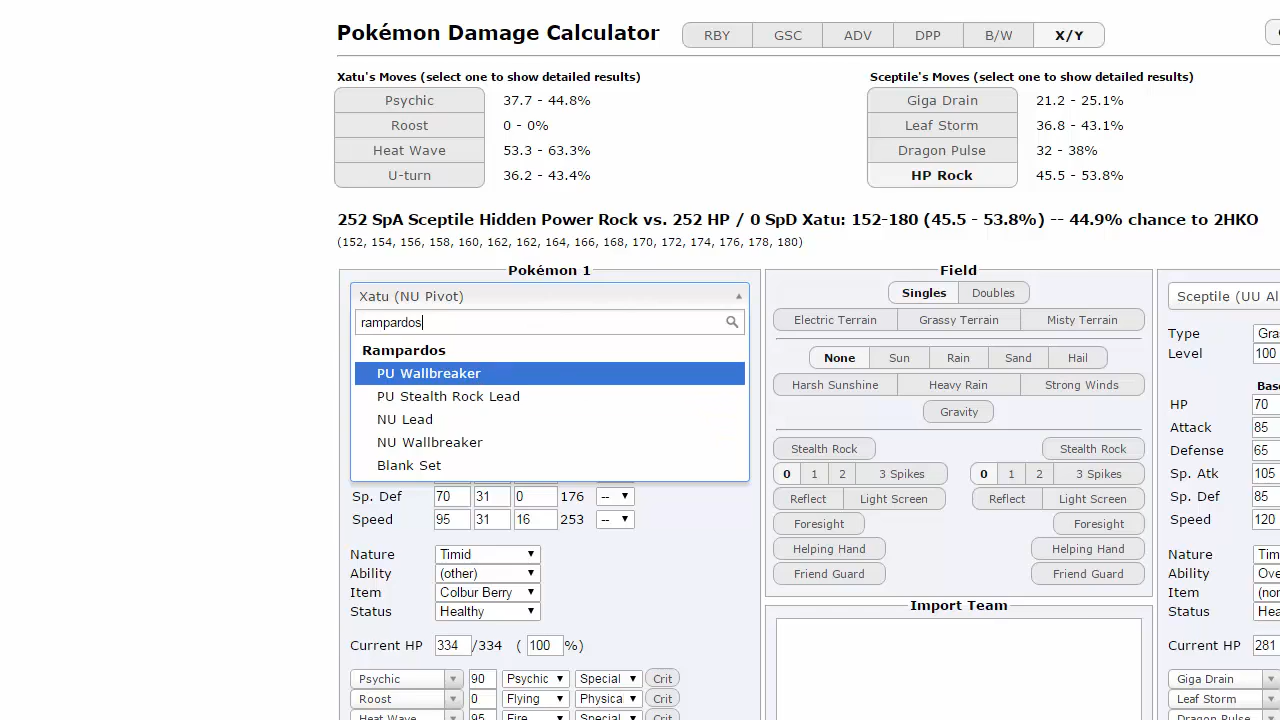 Pokémon Damage Calculator RBY GSC ADV DPP B/W X/Y
Xatu's Moves (select one to show detailed results) Sceptile's Moves (select one to show detailed results)
Psychic 37.7 - 44.8% Giga Drain 21.2 - 25.1%
Roost 0 - 0% Leaf Storm 36.8 - 43.1%
Heat Wave 53.3 - 63.3% Dragon Pulse 32 - 38%
U-turn 36.2 - 43.4% HP Rock 45.5 - 53.8%
252 SpA Sceptile Hidden Power Rock vs. 252 HP / 0 SpD Xatu: 152-180 (45.5 - 53.8%) -- 44.9% chance to 2HKO
(152, 154, 156, 158, 160, 162, 162, 164, 166, 168, 170, 172, 174, 176, 178, 180)
Pokémon 1
Xatu (NU Pivot)
rampardos
Rampardos
PU Wallbreaker
PU Stealth Rock Lead
NU Lead
NU Wallbreaker
Blank Set
Sp. Def 70 31 0 176 --
Speed 95 31 16 253 --
Nature Timid
Ability (other)
Item Colbur Berry
Status Healthy
Current HP 334 /334 ( 100 %)
Psychic 90 Psychic Special Crit
Roost 0 Flying Physica Crit
Heat Wave 95 Fire Special Crit
Field
Singles Doubles
Electric Terrain Grassy Terrain Misty Terrain
None Sun Rain Sand Hail
Harsh Sunshine Heavy Rain Strong Winds
Gravity
Stealth Rock Stealth Rock
0 1 2 3 Spikes 0 1 2 3 Spikes
Reflect Light Screen Reflect Light Screen
Foresight Foresight
Helping Hand Helping Hand
Friend Guard Friend Guard
Import Team
Sceptile (UU Al
Type Gra
Level 100
Base
HP 70
Attack 85
Defense 65
Sp. Atk 105
Sp. Def 85
Speed 120
Nature Tim
Ability Ove
Item (non
Status Hea
Current HP 281
Giga Drain
Leaf Storm
Dragon Pulse